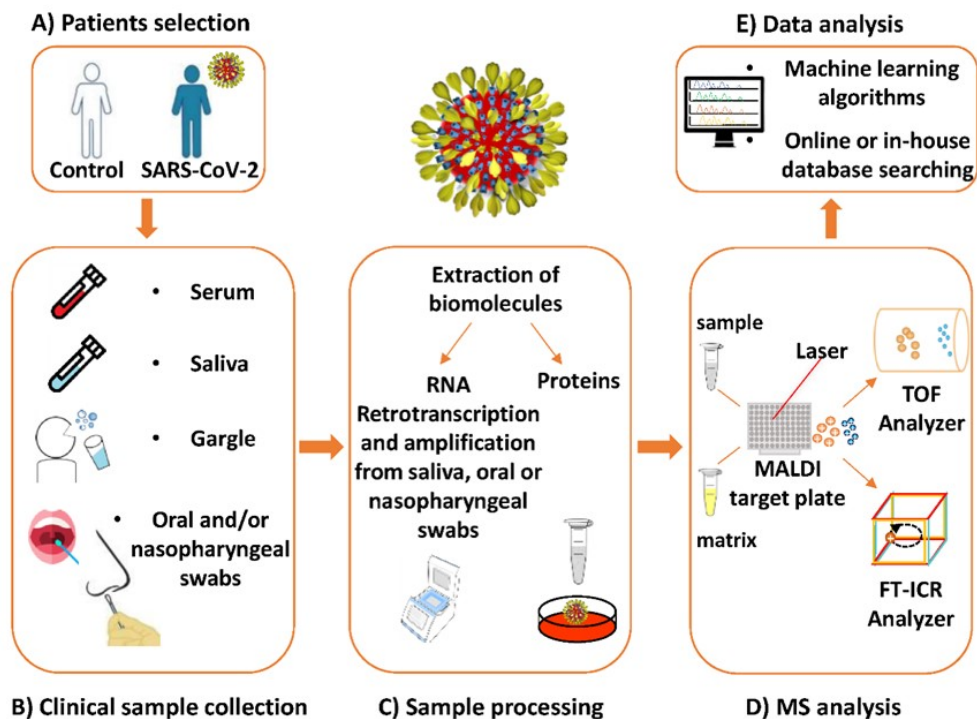 A) Patients selection
Control
SARS-CoV-2
• Serum
• Saliva
• Gargle
• Oral and/or
nasopharyngeal
swabs
B) Clinical sample collection
Extraction of
biomolecules
RNA
Proteins
Retrotranscription
and amplification
from saliva, oral or
nasopharyngeal
swabs
C) Sample processing
sample
Laser
MALDI
target plate
matrix
TOF
Analyzer
FT-ICR
Analyzer
D) MS analysis
E) Data analysis
• Machine learning
algorithms
• Online or in-house
database searching